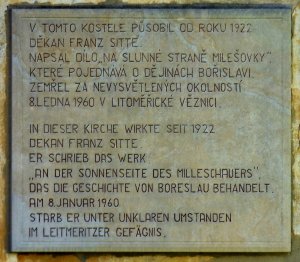 V TOMTO KOSTELE PŮSOBIL OD ROKU 1922
DĚKAN FRANZ SITTE.
NAPSAL DÍLO „NA SLUNNÉ STRANĚ MILEŠOVKY",
KTERÉ POJEDNÁVÁ O DĚJINÁCH BOŘISLAVI.
ZEMŘEL ZA NEVYSVĚTLENÝCH OKOLNOSTÍ
8. LEDNA 1960 V LITOMĚŘICKÉ VĚZNICI.
IN DIESER KIRCHE WIRKTE SEIT 1922
DEKAN FRANZ SITTE.
ER SCHRIEB DAS WERK
„AN DER SONNENSEITE DES MILLESCHAUERS",
DAS DIE GESCHICHTE VON BORESLAU BEHANDELT.
AM 8. JANUAR 1960
STARB ER UNTER UNKLAREN UMSTANDEN
IM LEITMERITZER GEFÄGNIS.